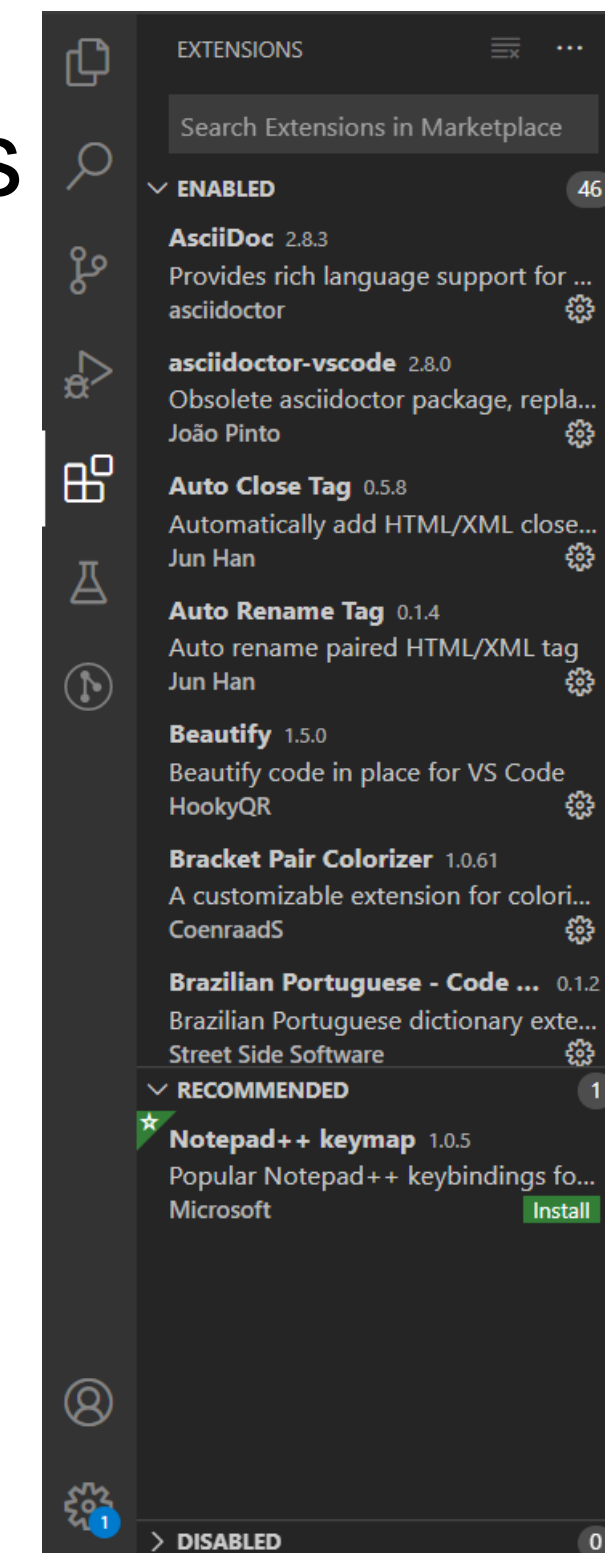 s
EXTENSIONS
Search Extensions in Marketplace
ENABLED 46
AsciiDoc 2.8.3
Provides rich language support for ...
asciidoctor
asciidoctor-vscode 2.8.0
Obsolete asciidoctor package, repla...
João Pinto
Auto Close Tag 0.5.8
Automatically add HTML/XML close...
Jun Han
Auto Rename Tag 0.1.4
Auto rename paired HTML/XML tag
Jun Han
Beautify 1.5.0
Beautify code in place for VS Code
HookyQR
Bracket Pair Colorizer 1.0.61
A customizable extension for colori...
CoenraadS
Brazilian Portuguese - Code ... 0.1.2
Brazilian Portuguese dictionary exte...
Street Side Software
RECOMMENDED 1
Notepad++ keymap 1.0.5
Popular Notepad++ keybindings fo...
Microsoft Install
1
DISABLED 0